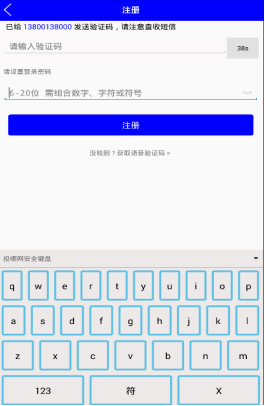 注册
已给 13800138000 发送验证码，请注意查收短信
请输入验证码 38s
请设置登录密码
6-20位 需组合数字、字符或符号
注册
没收到？获取语音验证码 >
投哪网安全键盘
q w e r t y u i o p
a s d f g h j k l
z x c v b n m
123 符 X